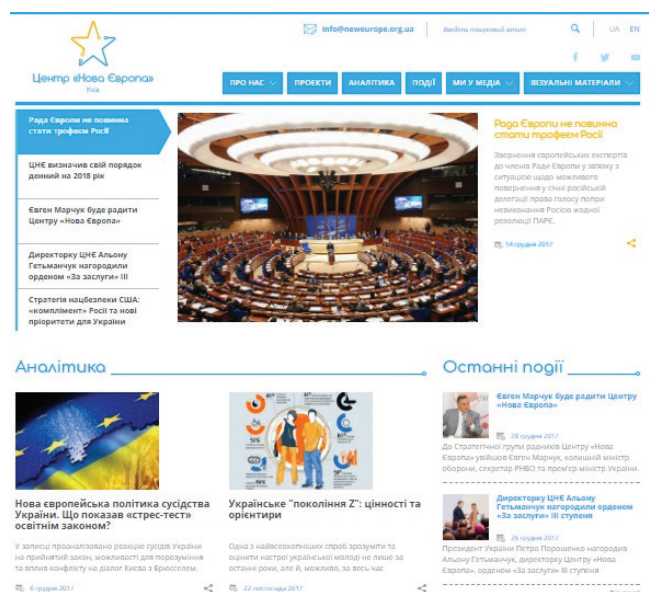 info@neweurope.org.ua
Введіть пошуковий запит
UA EN
Центр «Нова Європа»
Київ
ПРО НАС
ПРОЕКТИ
АНАЛІТИКА
ПОДІЇ
МИ У МЕДІА
ВІЗУАЛЬНІ МАТЕРІАЛИ
Рада Європи не повинна
стати трофеєм Росії
ЦНЄ визначив свій порядок
денний на 2018 рік
Євген Марчук буде радити
Центру «Нова Європа»
Директорку ЦНЄ Альону
Гетьманчук нагородили
орденом «За заслуги» III
Стратегія нацбезпеки США:
«комплімент» Росії та нові
пріоритети для України
Рада Європи не повинна
стати трофеєм Росії
Звернення європейських експертів
до членів Ради Європи у зв'язку з
ситуацією щодо можливого
повернення у січні російській
делегації права голосу попри
невиконання Росією жодної
резолюції ПАРЄ.
14 грудня 2017
Аналітика
Нова європейська політика сусідства
України. Що показав «стрес-тест»
освітнім законом?
У записці проаналізовано реакцію сусідів України
на прийнятий закон, можливості для порозуміння
та вплив конфлікту на діалог Києва з Брюсселем.
6 грудня 2017
Українське "покоління Z": цінності та
орієнтири
Одна з найвсеохопніших спроб зрозуміти та
оцінити настрої української молоді не лише за
останні роки, але й, можливо, за весь час
22 листопада 2017
Останні події
Євген Марчук буде радити Центру
«Нова Європа»
28 грудня 2017
До Стратегічної групи радників Центру «Нова
Європа» увійшов Євген Марчук, колишній міністр
оборони, секретар РНБО та прем'єр-міністр України.
Директорку ЦНЄ Альону
Гетьманчук нагородили орденом
«За заслуги» III ступеня
26 грудня 2017
Президент України Петро Порошенко нагородив
Альону Гетьманчук, директорку Центру «Нова
Європа», орденом «За заслуги» III ступеня